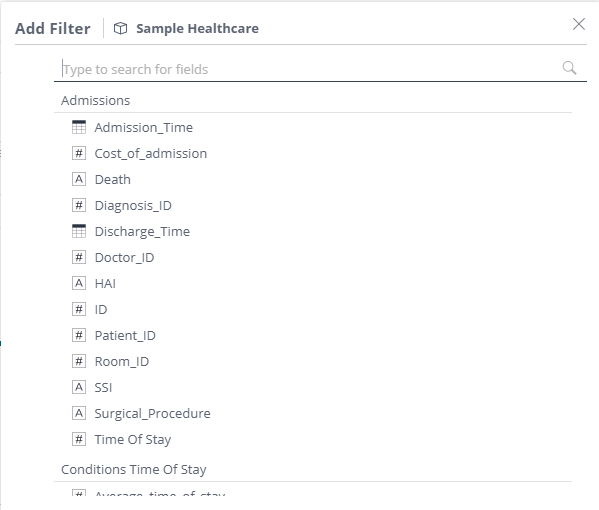 Add Filter Sample Healthcare
Type to search for fields
Admissions
Admission_Time
# Cost_of_admission
A Death
# Diagnosis_ID
Discharge_Time
# Doctor_ID
A HAI
# ID
# Patient_ID
# Room_ID
A SSI
A Surgical_Procedure
# Time Of Stay
Conditions Time Of Stay
# Average_time_of_stay